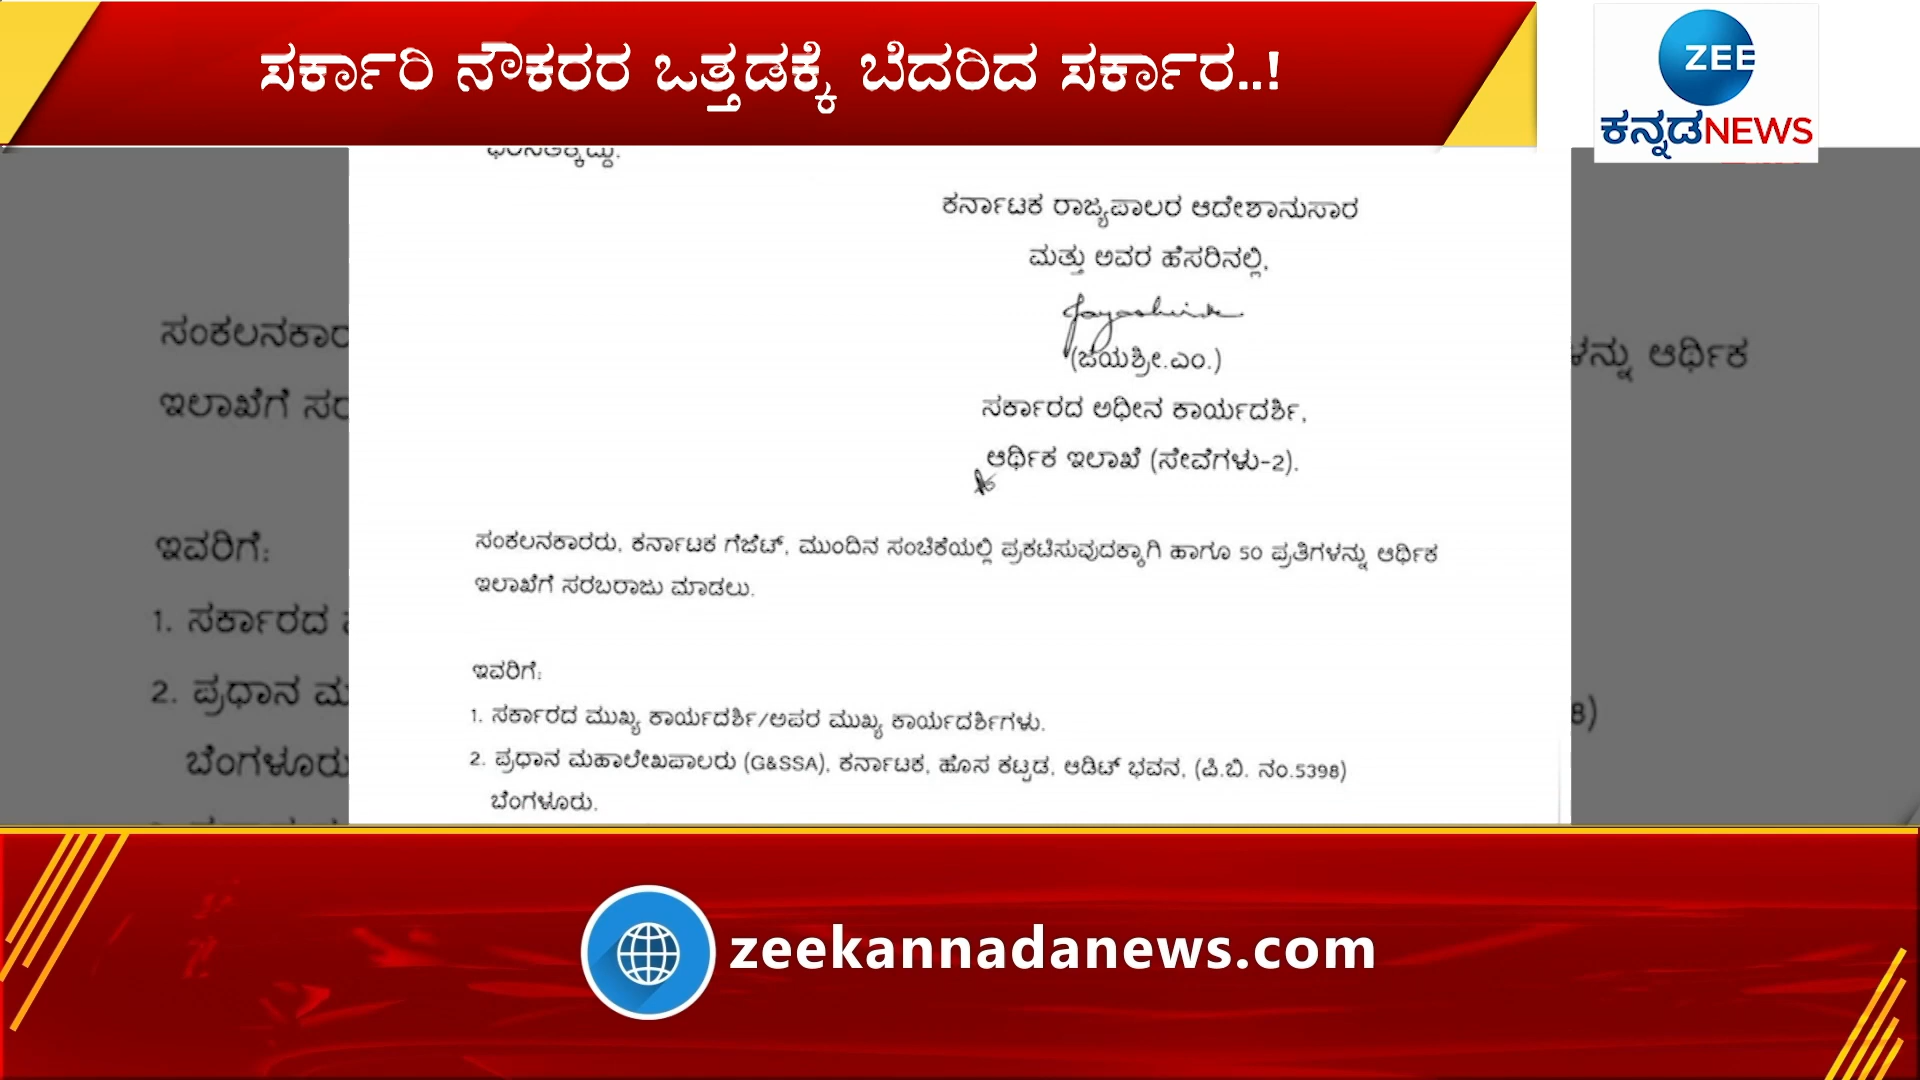 ಸರ್ಕಾರಿ ನೌಕರರ ಒತ್ತಡಕ್ಕೆ ಬೆದರಿದ ಸರ್ಕಾರ..!
ZEE
ಕನ್ನಡNEWS
ಕರ್ನಾಟಕ ರಾಜ್ಯಪಾಲರ ಆದೇಶಾನುಸಾರ
ಮತ್ತು ಅವರ ಹೆಸರಿನಲ್ಲಿ,
(ಜಯಶ್ರೀ.ಎಂ.)
ಸರ್ಕಾರದ ಅಧೀನ ಕಾರ್ಯದರ್ಶಿ,
ಆರ್ಥಿಕ ಇಲಾಖೆ (ಸೇವೆಗಳು-2).
ಸಂಕಲನಕಾರರು, ಕರ್ನಾಟಕ ಗೆಜೆಟ್, ಮುಂದಿನ ಸಂಚಿಕೆಯಲ್ಲಿ ಪ್ರಕಟಿಸುವುದಕ್ಕಾಗಿ ಹಾಗೂ 50 ಪ್ರತಿಗಳನ್ನು ಆರ್ಥಿಕ
ಇಲಾಖೆಗೆ ಸರಬರಾಜು ಮಾಡಲು.
ಇವರಿಗೆ:
1. ಸರ್ಕಾರದ ಮುಖ್ಯ ಕಾರ್ಯದರ್ಶಿ/ಅಪರ ಮುಖ್ಯ ಕಾರ್ಯದರ್ಶಿಗಳು.
2. ಪ್ರಧಾನ ಮಹಾಲೇಖಪಾಲರು (G&SSA), ಕರ್ನಾಟಕ, ಹೊಸ ಕಟ್ಟಡ, ಆಡಿಟ್ ಭವನ, (ಪಿ.ಬಿ. ನಂ.5398)
ಬೆಂಗಳೂರು.
zeekannadanews.com